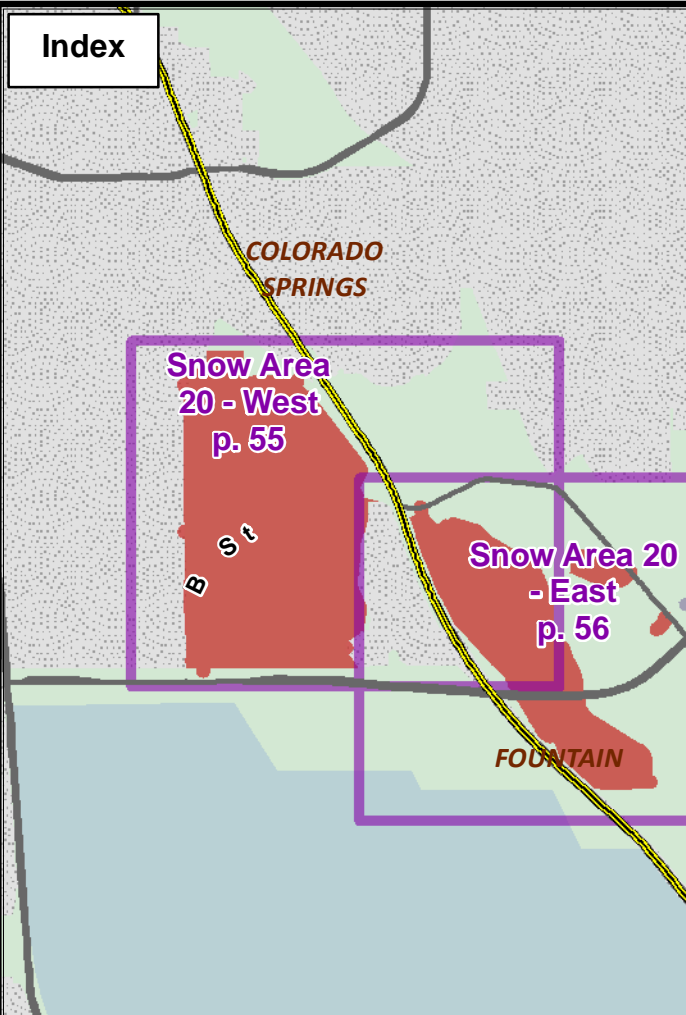 Index
COLORADO
SPRINGS
Snow Area
20 - West
p. 55
B St
Snow Area 20
- East
p. 56
FOUNTAIN